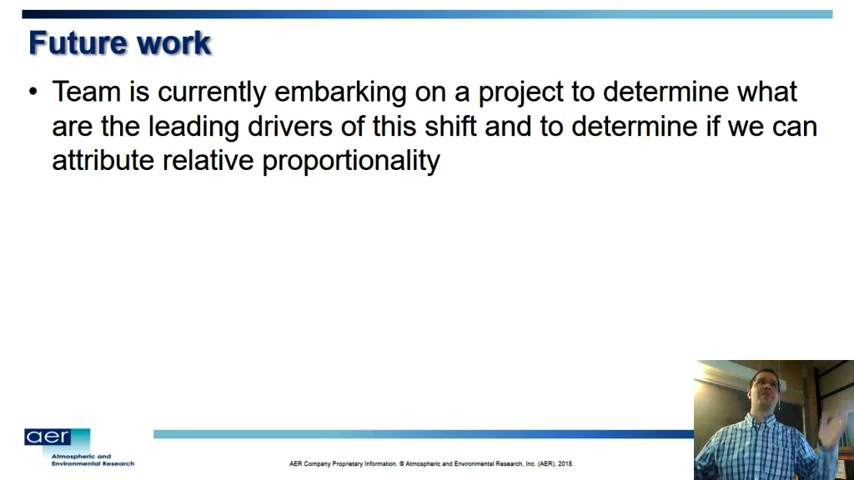 Future work
• Team is currently embarking on a project to determine what
are the leading drivers of this shift and to determine if we can
attribute relative proportionality
aer
Atmospheric and
Environmental Research
AER Company Proprietary Information. © Atmospheric and Environmental Research, Inc. (AER), 2018.